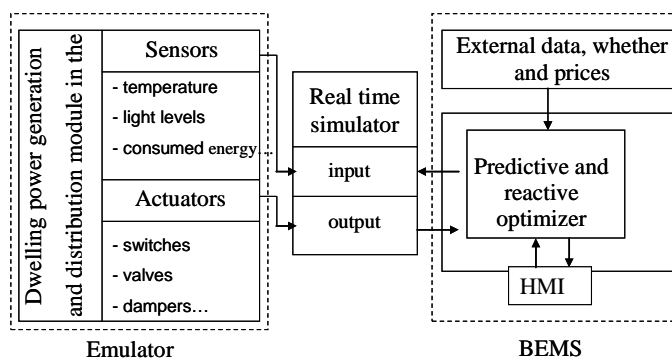 Dwelling power generation
and distribution module in the
Sensors
- temperature
- light levels
- consumed energy...
Actuators
- switches
- valves
- dampers...
Emulator
Real time
simulator
input
output
External data, whether
and prices
Predictive and
reactive
optimizer
HMI
BEMS